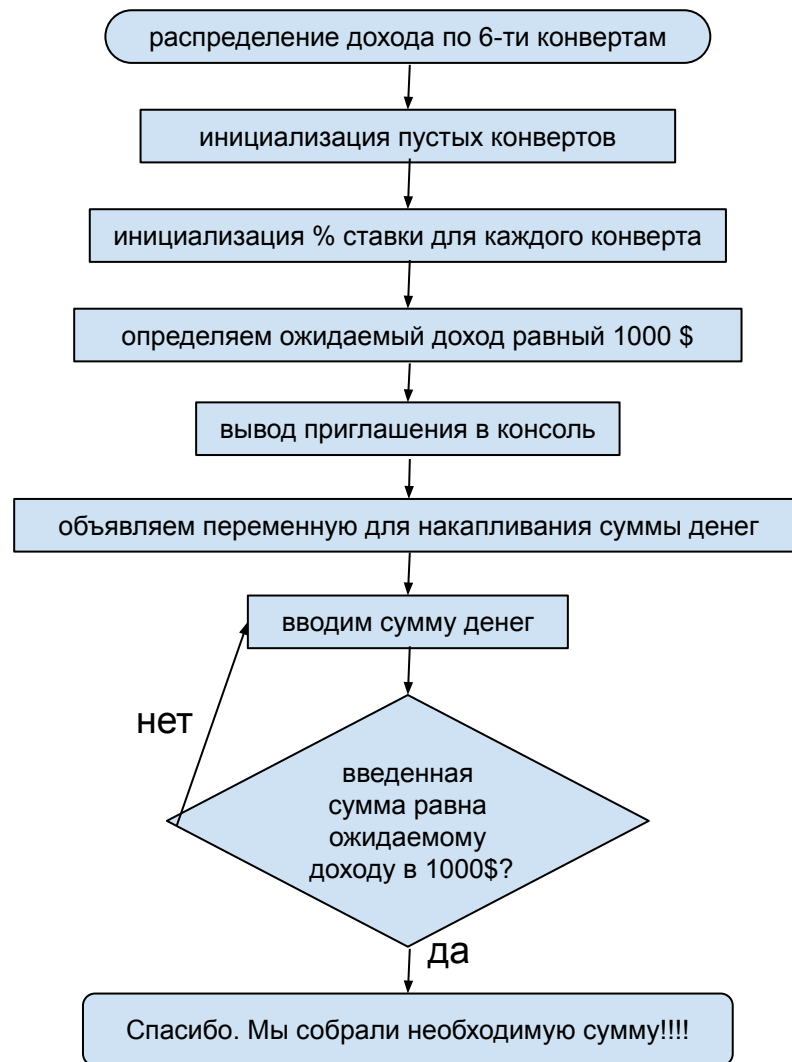 распределение дохода по 6-ти конвертам
инициализация пустых конвертов
инициализация % ставки для каждого конверта
определяем ожидаемый доход равный 1000 $
вывод приглашения в консоль
объявляем переменную для накапливания суммы денег
вводим сумму денег
нет
введенная
сумма равна
ожидаемому
доходу в 1000$?
да
Спасибо. Мы собрали необходимую сумму!!!!